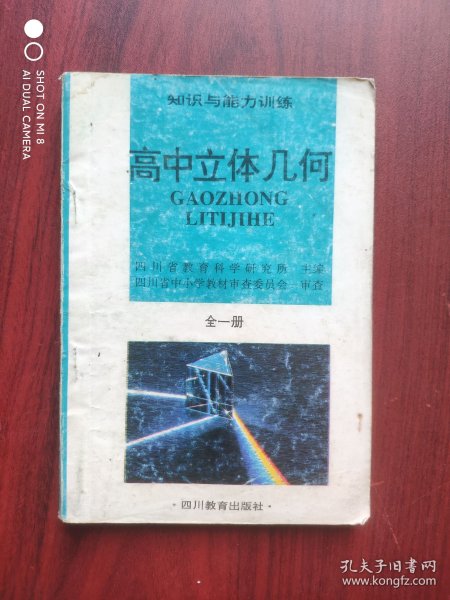 SHOT ON MI 8
AI DUAL CAMERA
知识与能力训练
高中立体几何
GAOZHONG
LITIJIHE
四川省教育科学研究所 主编
四川省中小学教材审查委员会 审查
全一册
·四川教育出版社·
孔夫子旧书网
www.kongfz.com